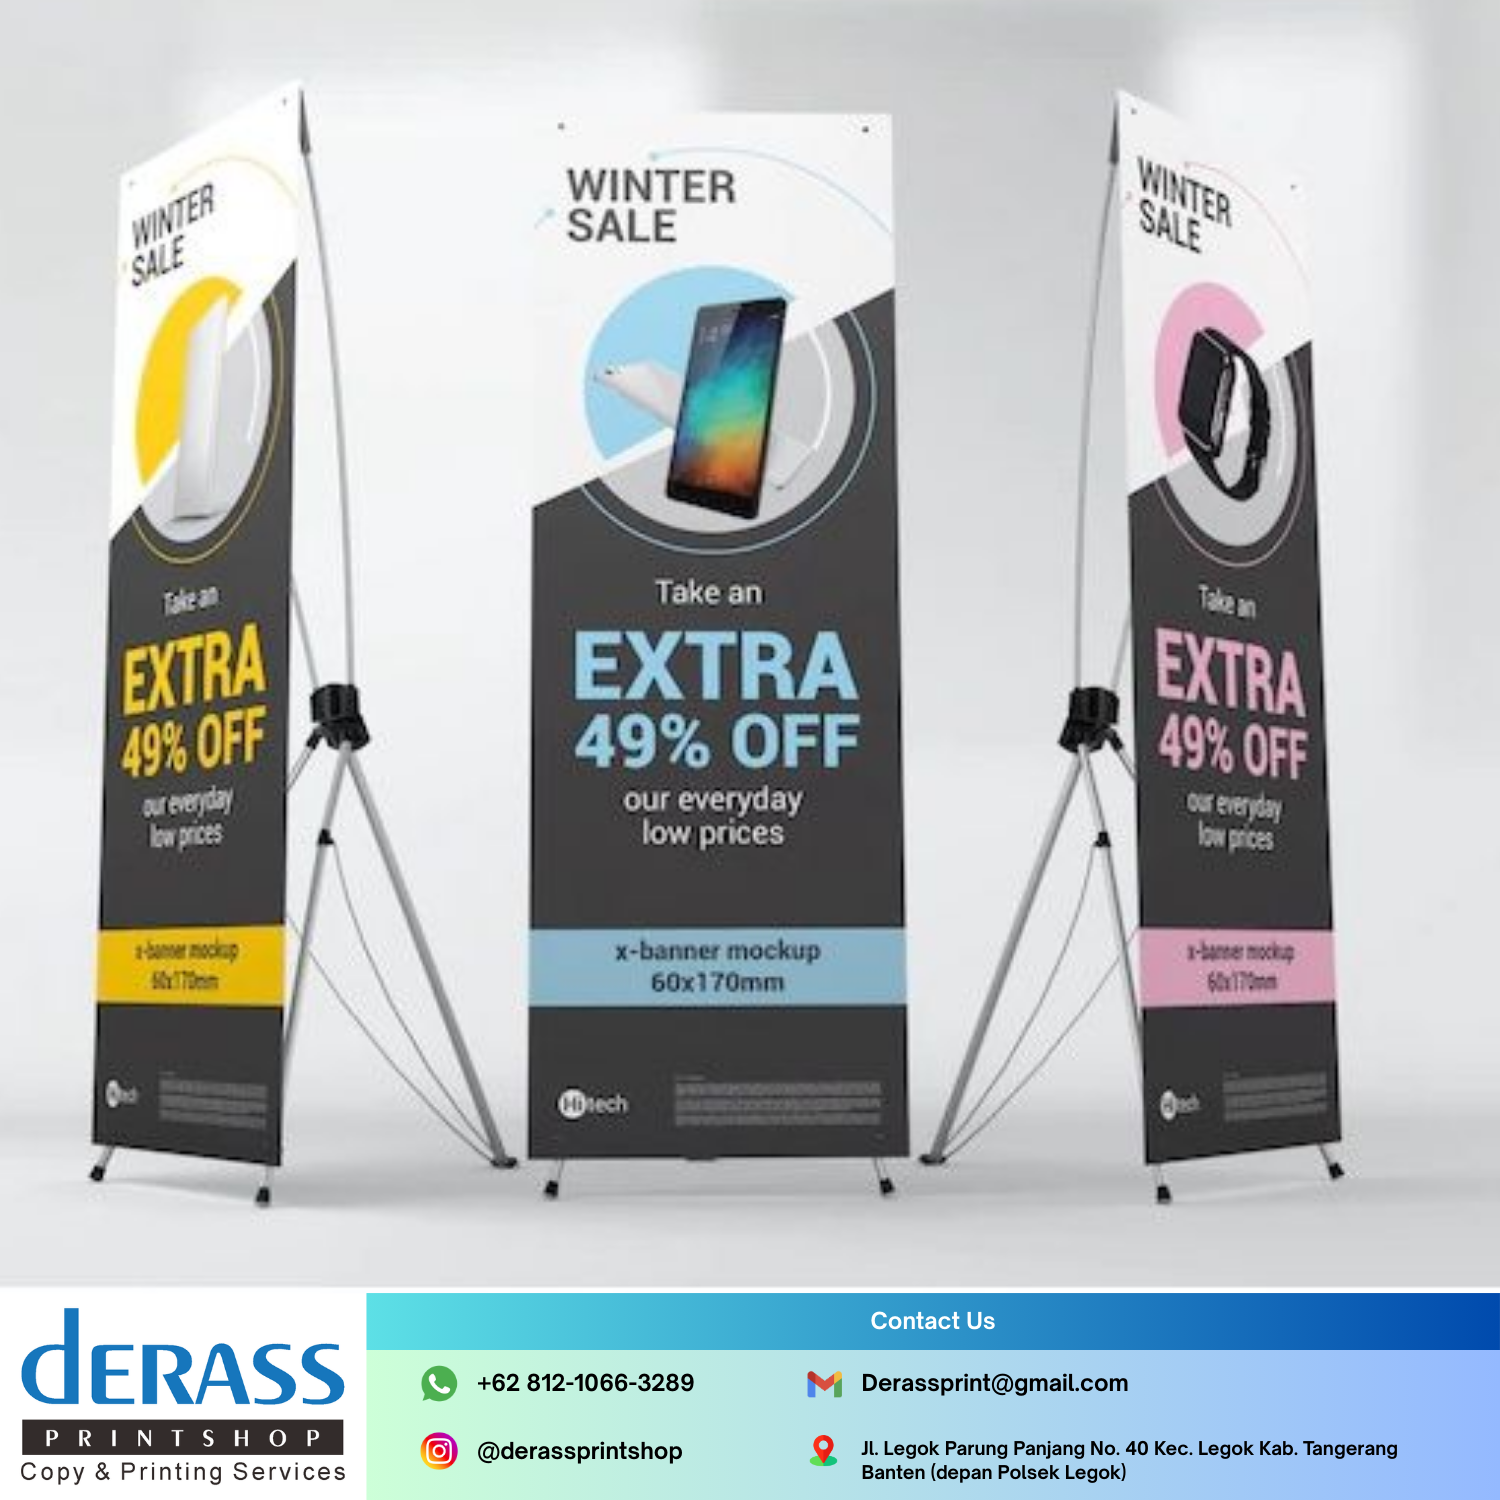 WINTER
SALE
Take an
EXTRA
49% OFF
our everyday
low prices
x-banner mockup
60x170mm
Hitech
WINTER
SALE
Take an
EXTRA
49% OFF
our everyday
low prices
x-banner mockup
60x170mm
Hitech
WINTER
SALE
Take an
EXTRA
49% OFF
our everyday
low prices
x-banner mockup
60x170mm
Hitech
dERASS
PRINTSHOP
Copy & Printing Services
Contact Us
+62 812-1066-3289
Derassprint@gmail.com
@derassprintshop
Jl. Legok Parung Panjang No. 40 Kec. Legok Kab. Tangerang
Banten (depan Polsek Legok)